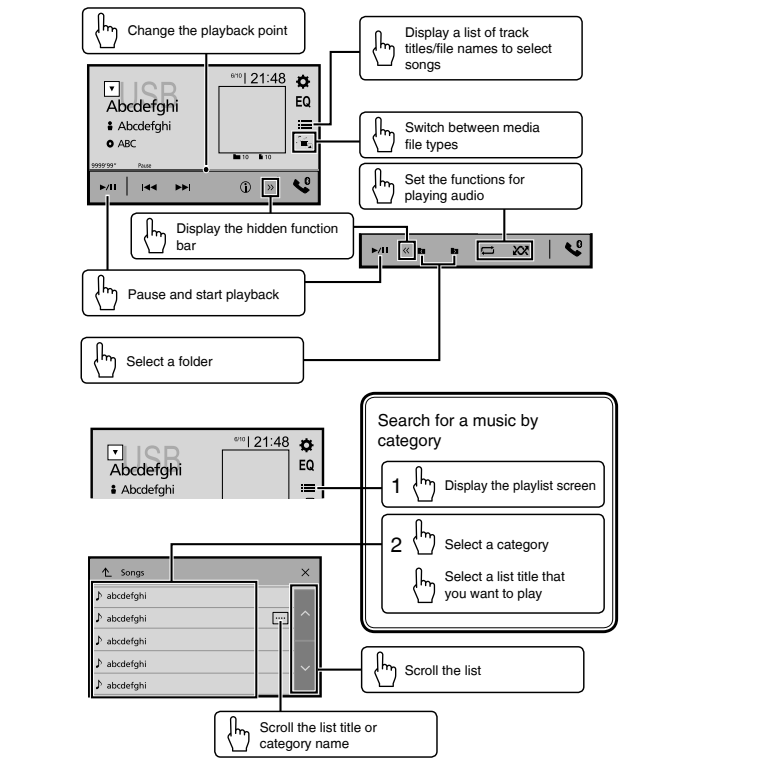 Change the playback point
Display a list of track
titles/file names to select
songs
USB
6/10 | 21:48
Abcdefghi
EQ
Abcdefghi
ABC
10 10
9999'99" Pause
Switch between media
file types
Set the functions for
playing audio
Display the hidden function
bar
Pause and start playback
Select a folder
Search for a music by
category
USB
6/10 | 21:48
Abcdefghi
EQ
Abcdefghi
1 Display the playlist screen
2 Select a category
Select a list title that
you want to play
Songs
abcdefghi
abcdefghi
abcdefghi
abcdefghi
abcdefghi
Scroll the list
Scroll the list title or
category name